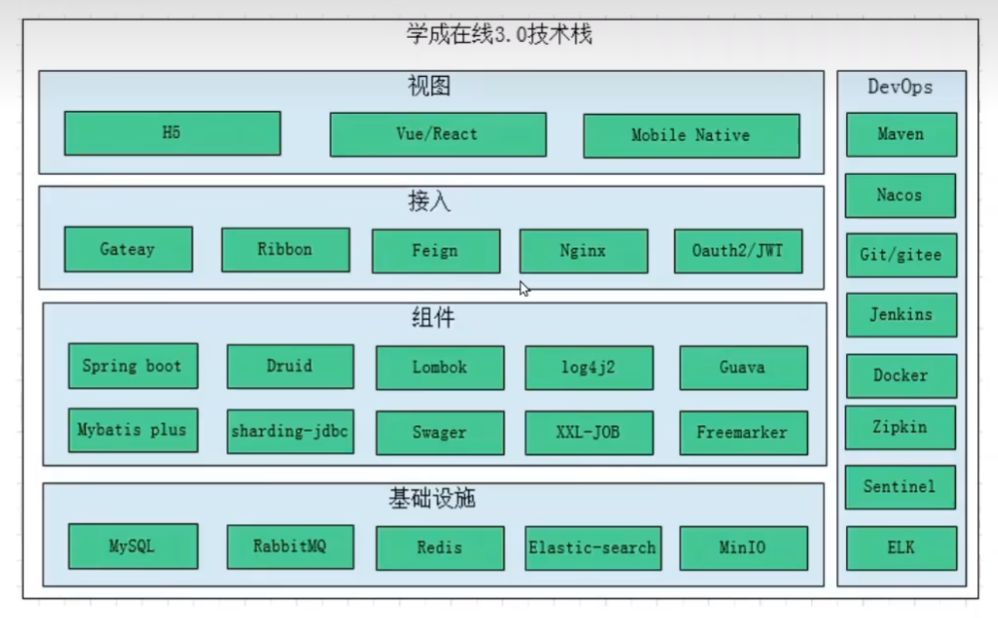 学成在线3.0技术栈
视图
H5
Vue/React
Mobile Native
接入
Gateay
Ribbon
Feign
Nginx
Oauth2/JWT
组件
Spring boot
Druid
Lombok
log4j2
Guava
Mybatis plus
sharding-jdbc
Swager
XXL-JOB
Freemarker
基础设施
MySQL
RabbitMQ
Redis
Elastic-search
MinIO
DevOps
Maven
Nacos
Git/gitee
Jenkins
Docker
Zipkin
Sentinel
ELK